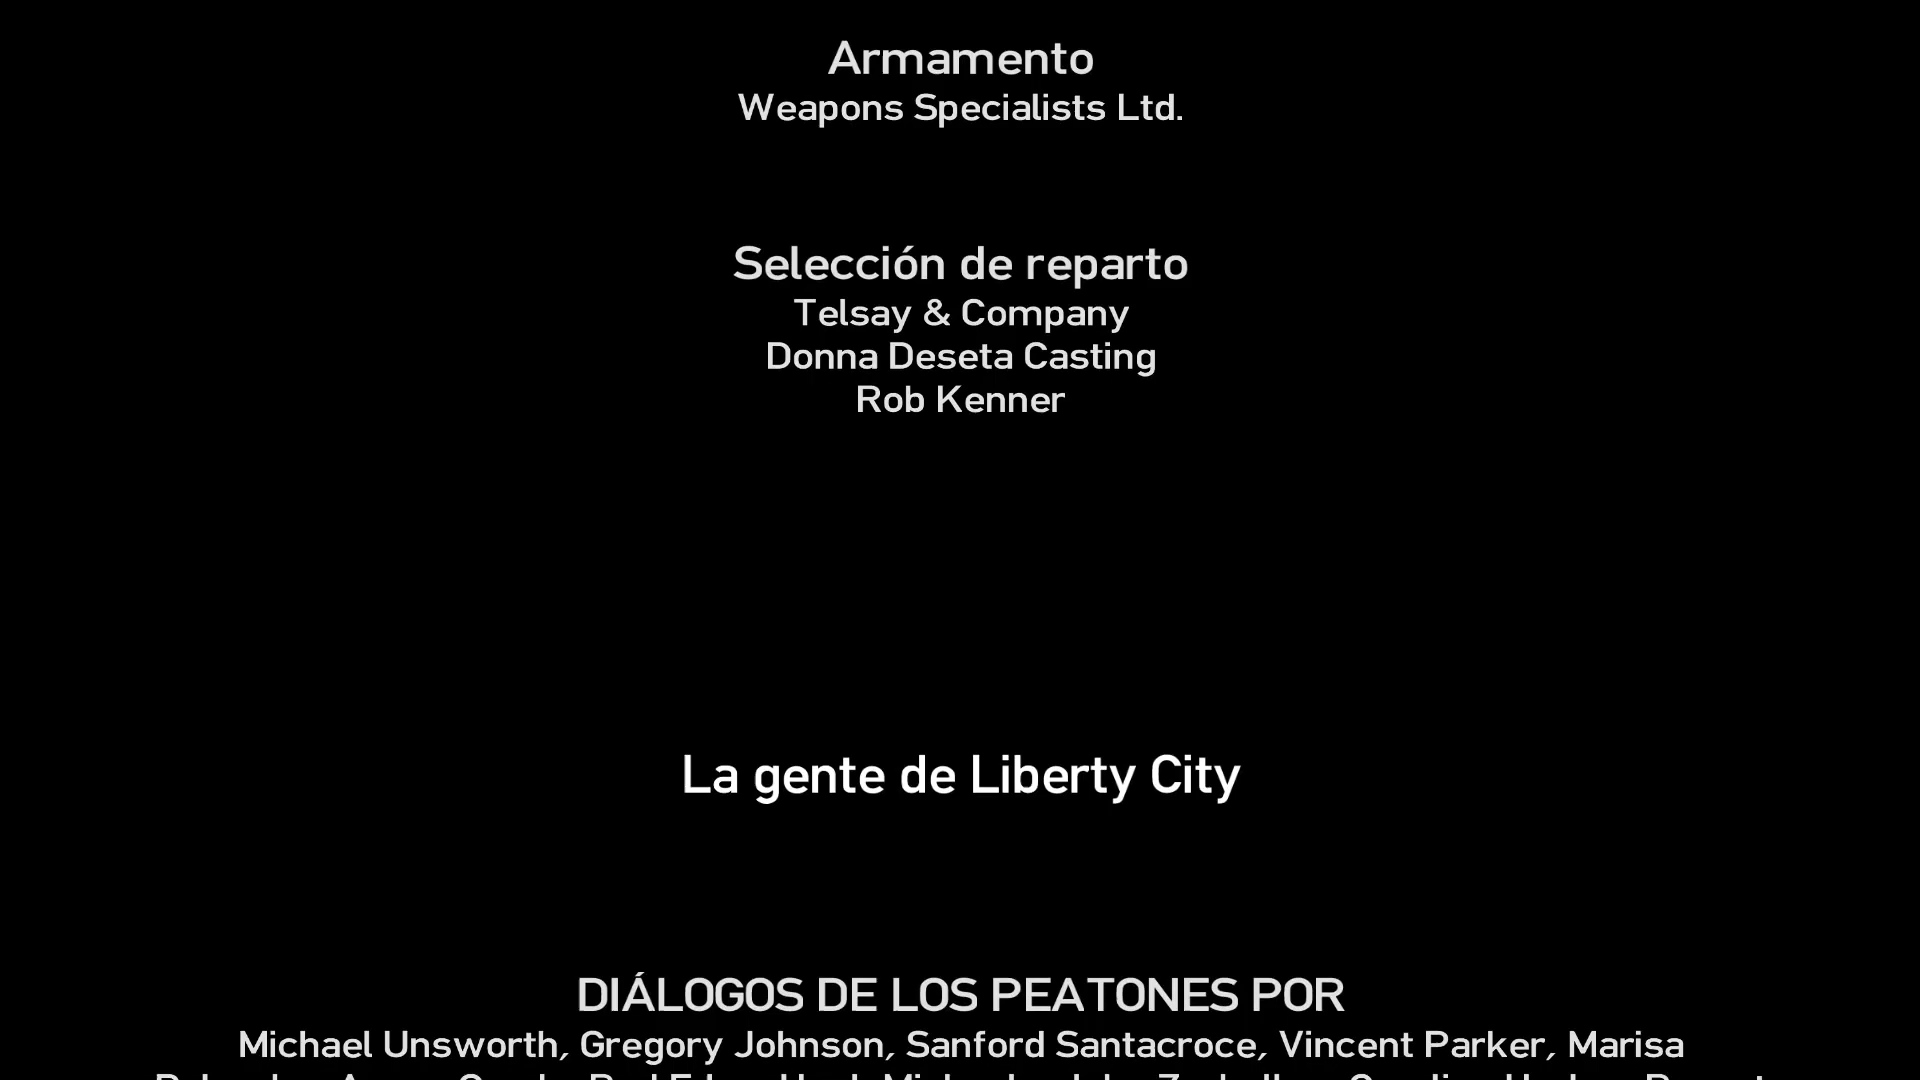 Armamento
Weapons Specialists Ltd.
Selección de reparto
Telsay & Company
Donna Deseta Casting
Rob Kenner
La gente de Liberty City
DIÁLOGOS DE LOS PEATONES POR
Michael Unsworth, Gregory Johnson, Sanford Santacroce, Vincent Parker, Marisa